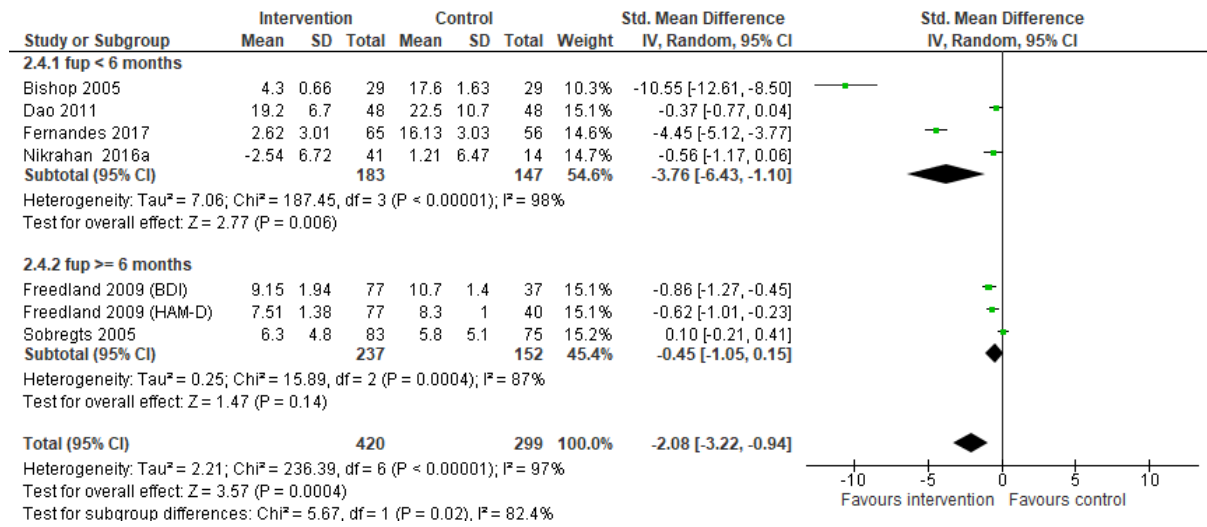 Intervention Control Std. Mean Difference Std. Mean Difference
Study or Subgroup Mean SD Total Mean SD Total Weight IV, Random, 95% CI IV, Random, 95% CI
2.4.1 fup < 6 months
Bishop 2005 4.3 0.66 29 17.6 1.63 29 10.3% -10.55 [-12.61, -8.50]
Dao 2011 19.2 6.7 48 22.5 10.7 48 15.1% -0.37 [-0.77, 0.04]
Fernandes 2017 2.62 3.01 65 16.13 3.03 56 14.6% -4.45 [-5.12, -3.77]
Nikrahan 2016a -2.54 6.72 41 1.21 6.47 14 14.7% -0.56 [-1.17, 0.06]
Subtotal (95% CI) 183 147 54.6% -3.76 [-6.43, -1.10]
Heterogeneity: Tau² = 7.06; Chi² = 187.45, df = 3 (P < 0.00001); I² = 98%
Test for overall effect: Z = 2.77 (P = 0.006)
2.4.2 fup >= 6 months
Freedland 2009 (BDI) 9.15 1.94 77 10.7 1.4 37 15.1% -0.86 [-1.27, -0.45]
Freedland 2009 (HAM-D) 7.51 1.38 77 8.3 1 40 15.1% -0.62 [-1.01, -0.23]
Sobregts 2005 6.3 4.8 83 5.8 5.1 75 15.2% 0.10 [-0.21, 0.41]
Subtotal (95% CI) 237 152 45.4% -0.45 [-1.05, 0.15]
Heterogeneity: Tau² = 0.25; Chi² = 15.89, df = 2 (P = 0.0004); I² = 87%
Test for overall effect: Z = 1.47 (P = 0.14)
Total (95% CI) 420 299 100.0% -2.08 [-3.22, -0.94]
Heterogeneity: Tau² = 2.21; Chi² = 236.39, df = 6 (P < 0.00001); I² = 97%
Test for overall effect: Z = 3.57 (P = 0.0004)
Test for subgroup differences: Chi² = 5.67, df = 1 (P = 0.02), I² = 82.4%
-10 -5 0 5 10
Favours intervention Favours control